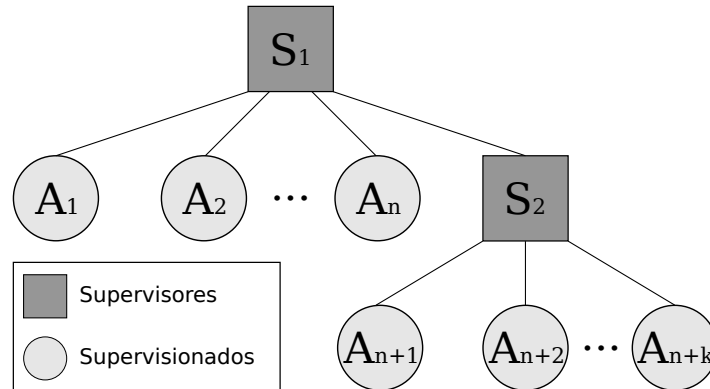 S1
A1 A2 ... An S2
Supervisores
Supervisionados
An+1 An+2 ... An+k